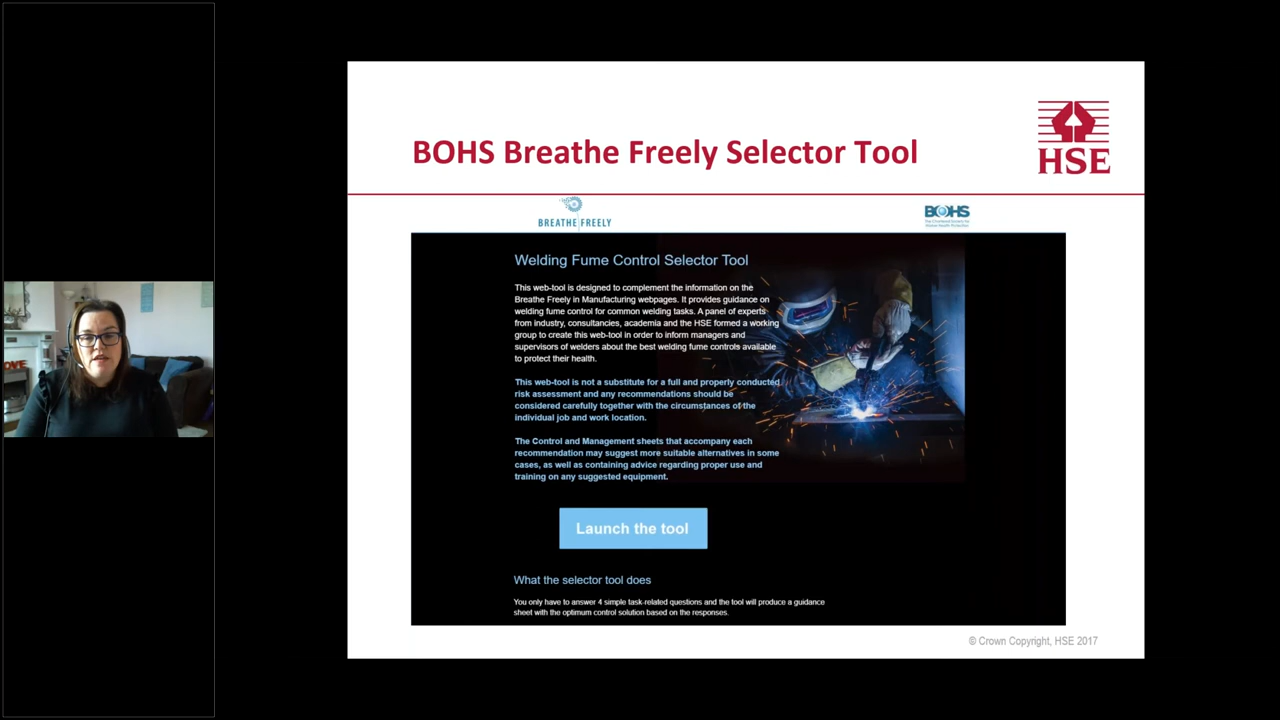 BOHS Breathe Freely Selector Tool
HSE
BREATHE FREELY
BOHS
Welding Fume Control Selector Tool
This web-tool is designed to complement the information on the
Breathe Freely in Manufacturing webpages. It provides guidance on
welding fume control for common welding tasks. A panel of experts
from industry, consultancies, academia and the HSE formed a working
group to create this web-tool in order to inform managers and
supervisors of welders about the best welding fume controls available
to protect their health.
This web-tool is not a substitute for a full and properly conducted
risk assessment and any recommendations should be
considered carefully together with the circumstances of the
individual job and work location.
The Control and Management sheets that accompany each
recommendation may suggest more suitable alternatives in some
cases, as well as containing advice regarding proper use and
training on any suggested equipment.
Launch the tool
What the selector tool does
You only have to answer 4 simple task-related questions and the tool will produce a guidance
sheet with the optimum control solution based on the responses.
© Crown Copyright, HSE 2017